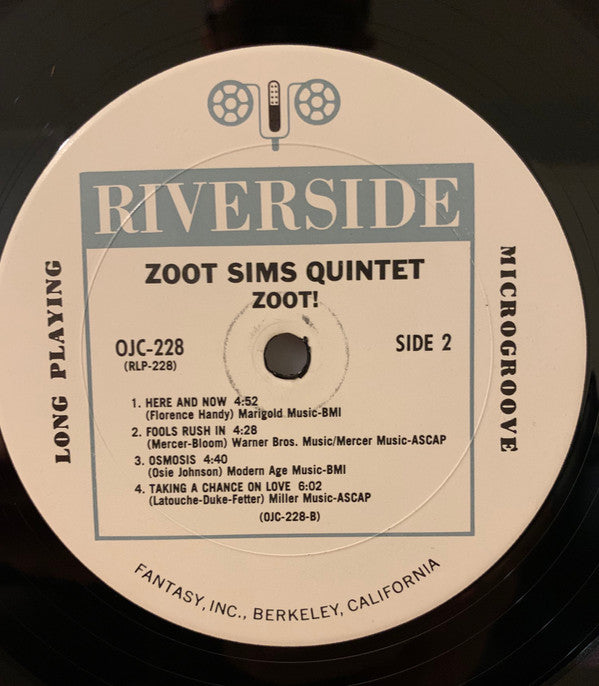 RIVERSIDE
ZOOT SIMS QUINTET
ZOOT!
OJC-228
(RLP-228)
SIDE 2
LONG PLAYING
MICROGROOVE
1. HERE AND NOW 4:52
(Florence Handy) Marigold Music-BMI
2. FOOLS RUSH IN 4:28
(Mercer-Bloom) Warner Bros. Music/Mercer Music-ASCAP
3. OSMOSIS 4:40
(Osie Johnson) Modern Age Music-BMI
4. TAKING A CHANCE ON LOVE 6:02
(Latouche-Duke-Fetter) Miller Music-ASCAP
(OJC-228-B)
FANTASY, INC., BERKELEY, CALIFORNIA